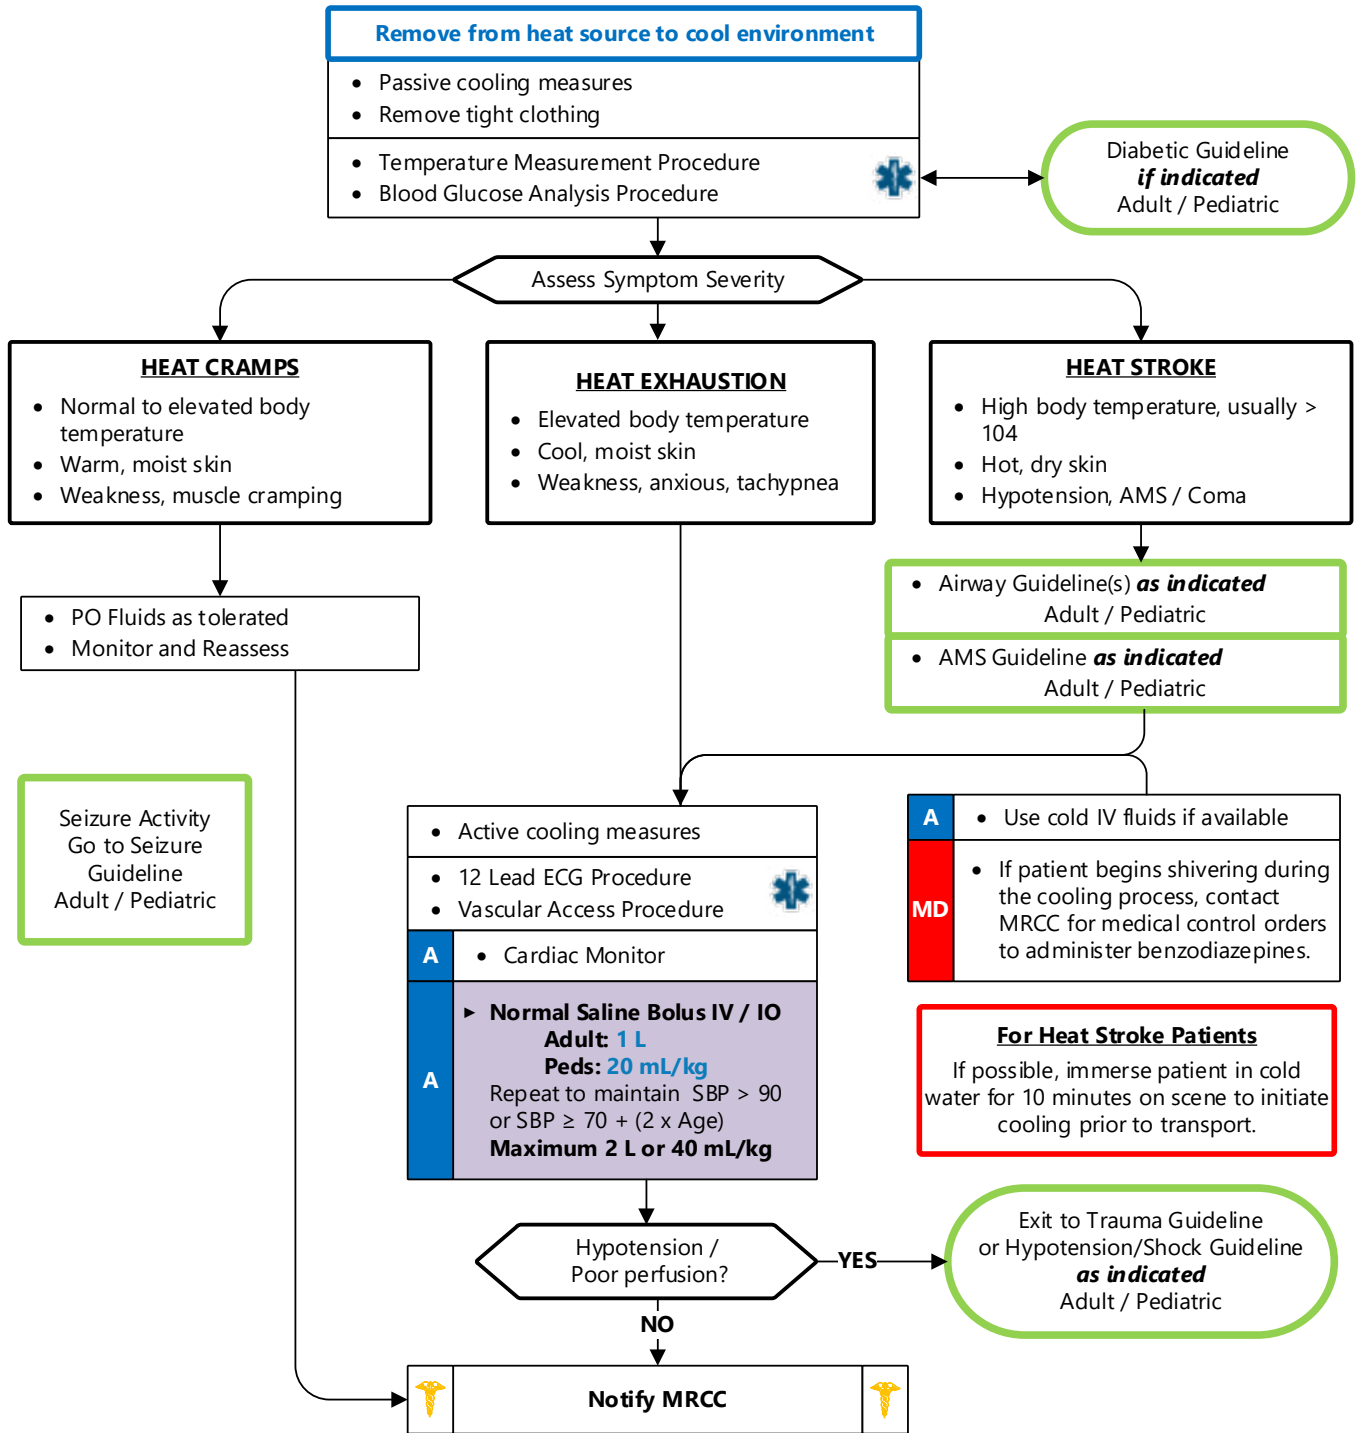 Remove from heat source to cool environment
• Passive cooling measures
• Remove tight clothing
• Temperature Measurement Procedure
• Blood Glucose Analysis Procedure
Diabetic Guideline
if indicated
Adult / Pediatric
Assess Symptom Severity
HEAT CRAMPS
• Normal to elevated body
temperature
• Warm, moist skin
• Weakness, muscle cramping
HEAT EXHAUSTION
• Elevated body temperature
• Cool, moist skin
• Weakness, anxious, tachypnea
HEAT STROKE
• High body temperature, usually >
104
• Hot, dry skin
• Hypotension, AMS / Coma
• PO Fluids as tolerated
• Monitor and Reassess
• Airway Guideline(s) as indicated
Adult / Pediatric
• AMS Guideline as indicated
Adult / Pediatric
Seizure Activity
Go to Seizure
Guideline
Adult / Pediatric
• Active cooling measures
• 12 Lead ECG Procedure
• Vascular Access Procedure
A
• Cardiac Monitor
A
► Normal Saline Bolus IV / IO
Adult: 1 L
Peds: 20 mL/kg
Repeat to maintain SBP > 90
or SBP ≥ 70 + (2 x Age)
Maximum 2 L or 40 mL/kg
A
• Use cold IV fluids if available
MD
• If patient begins shivering during
the cooling process, contact
MRCC for medical control orders
to administer benzodiazepines.
For Heat Stroke Patients
If possible, immerse patient in cold
water for 10 minutes on scene to initiate
cooling prior to transport.
Hypotension /
Poor perfusion?
YES
Exit to Trauma Guideline
or Hypotension/Shock Guideline
as indicated
Adult / Pediatric
NO
Notify MRCC